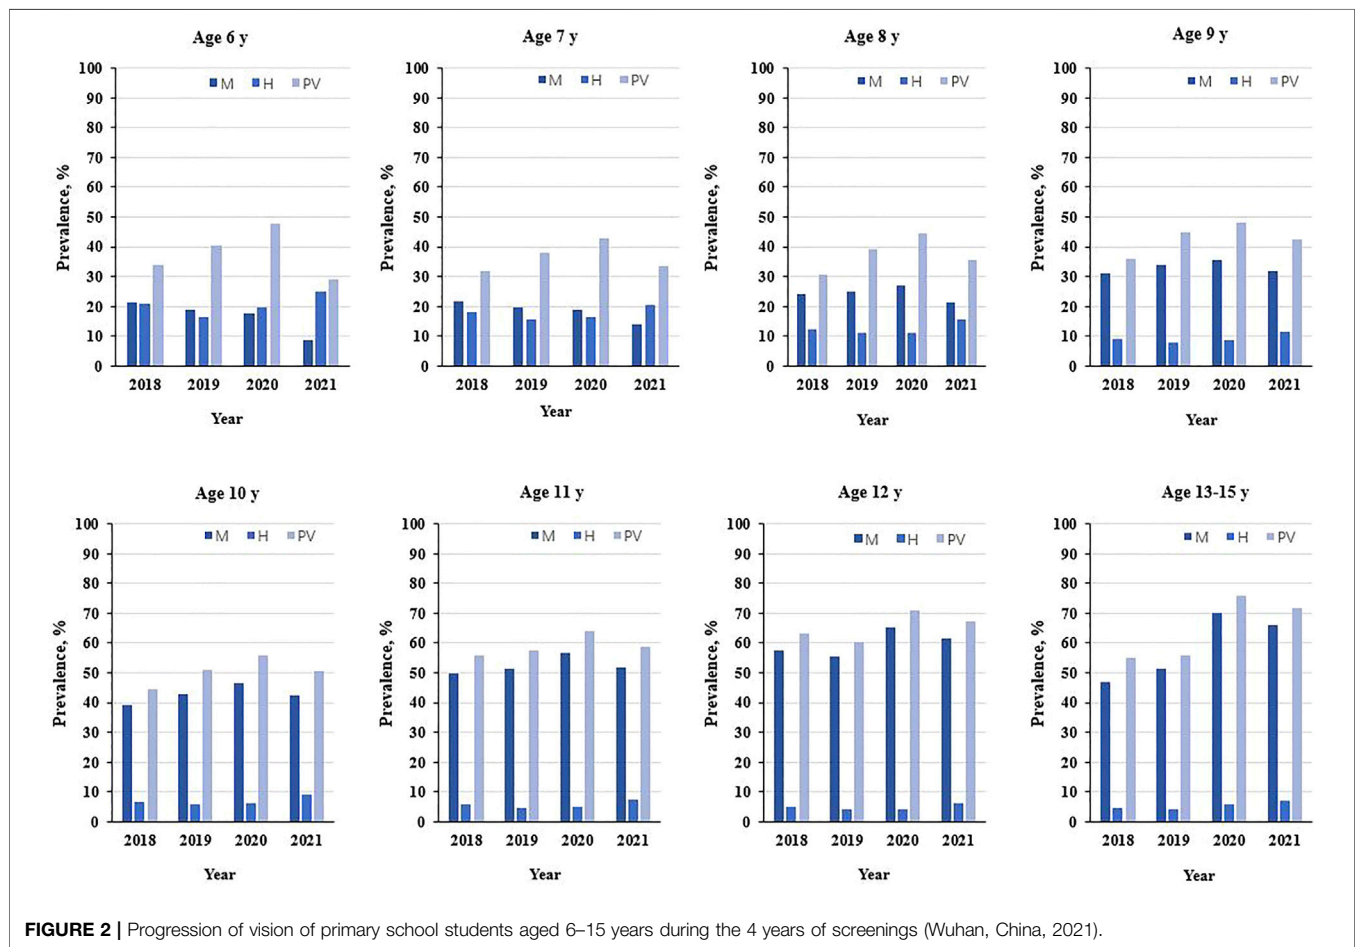 Age 6 y
M H PV
100
90
80
70
60
50
40
30
20
10
0
Prevalence, %
2018 2019 2020 2021
Year
Age 7 y
M H PV
100
90
80
70
60
50
40
30
20
10
0
Prevalence, %
2018 2019 2020 2021
Year
Age 8 y
M H PV
100
90
80
70
60
50
40
30
20
10
0
Prevalence, %
2018 2019 2020 2021
Year
Age 9 y
M H PV
100
90
80
70
60
50
40
30
20
10
0
Prevalence, %
2018 2019 2020 2021
Year
Age 10 y
M H PV
100
90
80
70
60
50
40
30
20
10
0
Prevalence, %
2018 2019 2020 2021
Year
Age 11 y
M H PV
100
90
80
70
60
50
40
30
20
10
0
Prevalence, %
2018 2019 2020 2021
Year
Age 12 y
M H PV
100
90
80
70
60
50
40
30
20
10
0
Prevalence, %
2018 2019 2020 2021
Year
Age 13-15 y
M H PV
100
90
80
70
60
50
40
30
20
10
0
Prevalence, %
2018 2019 2020 2021
Year
FIGURE 2 | Progression of vision of primary school students aged 6–15 years during the 4 years of screenings (Wuhan, China, 2021).